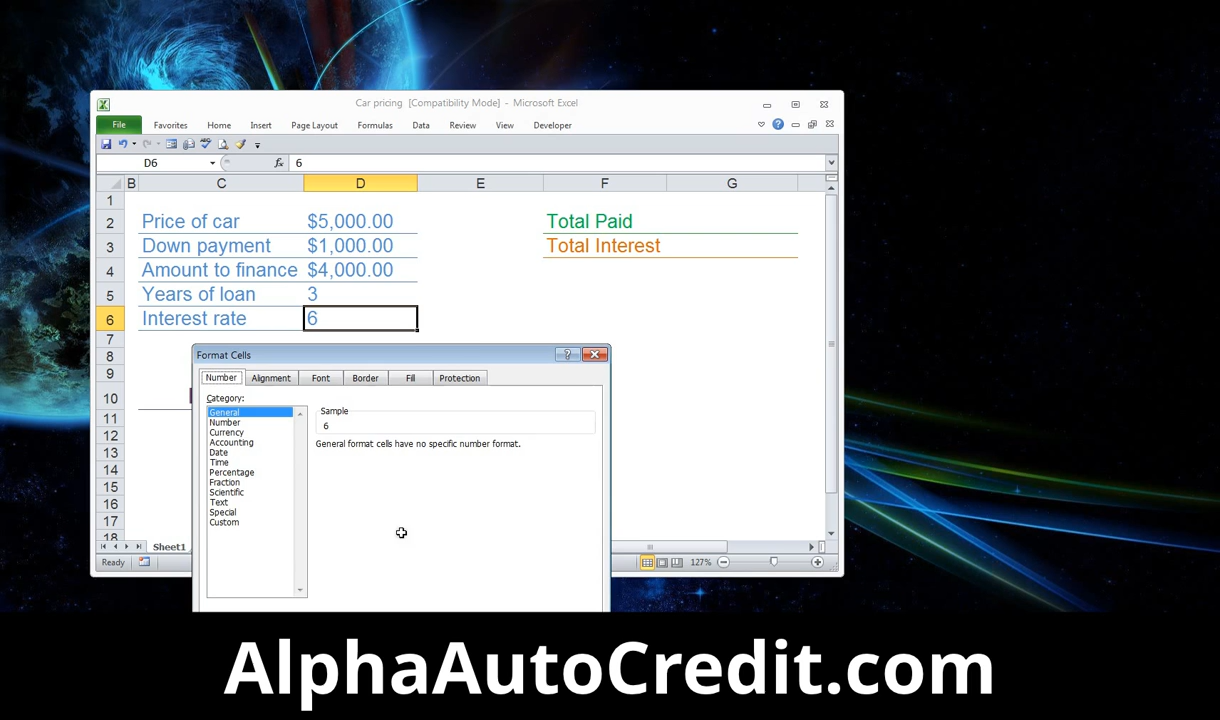 Car pricing [Compatibility Mode] - Microsoft Excel
File Favorites Home Insert Page Layout Formulas Data Review View Developer
D6 fx 6
B C D E F G
1
2 Price of car $5,000.00 Total Paid
3 Down payment $1,000.00 Total Interest
4 Amount to finance $4,000.00
5 Years of loan 3
6 Interest rate 6
7
8
9
10
11
12
13
14
15
16
17
18
Format Cells
Number Alignment Font Border Fill Protection
Category:
General
Number
Currency
Accounting
Date
Time
Percentage
Fraction
Scientific
Text
Special
Custom
Sample
6
General format cells have no specific number format.
Sheet1
Ready 127%
AlphaAutoCredit.com